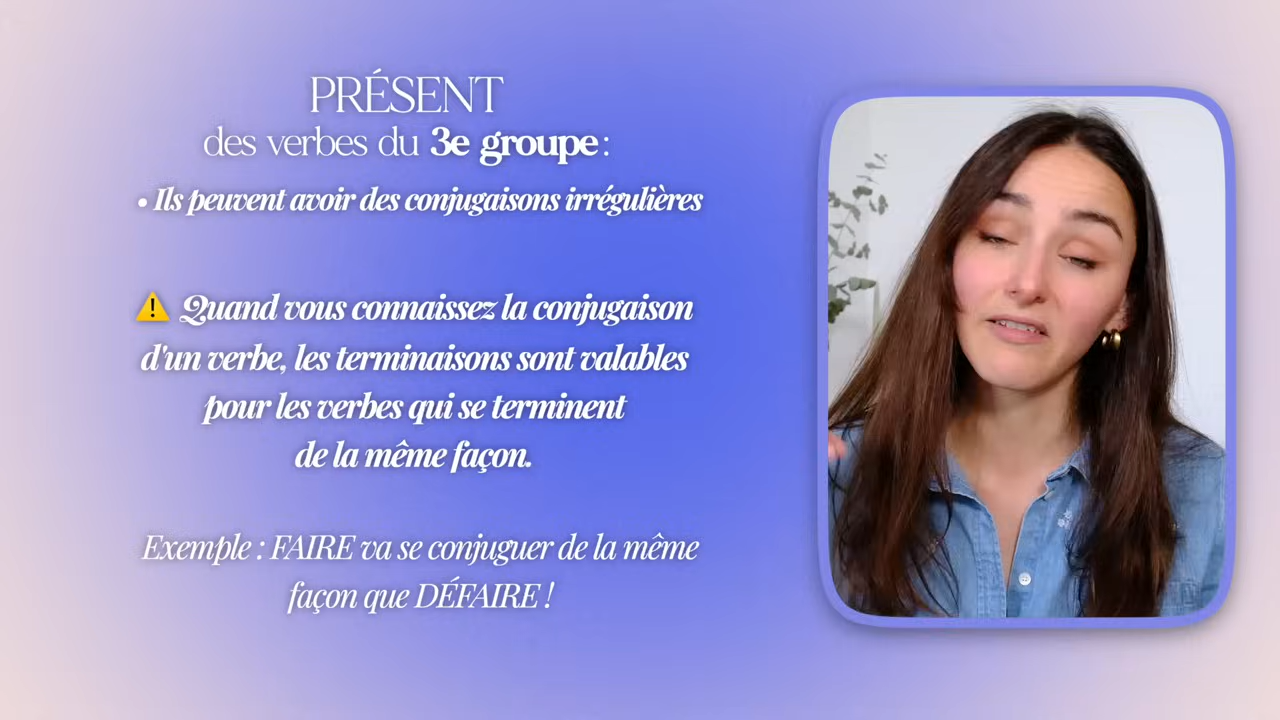 PRÉSENT
des verbes du 3e groupe :
• Ils peuvent avoir des conjugaisons irrégulières
⚠️ Quand vous connaissez la conjugaison
d'un verbe, les terminaisons sont valables
pour les verbes qui se terminent
de la même façon.
Exemple : FAIRE va se conjuguer de la même
façon que DÉFAIRE !